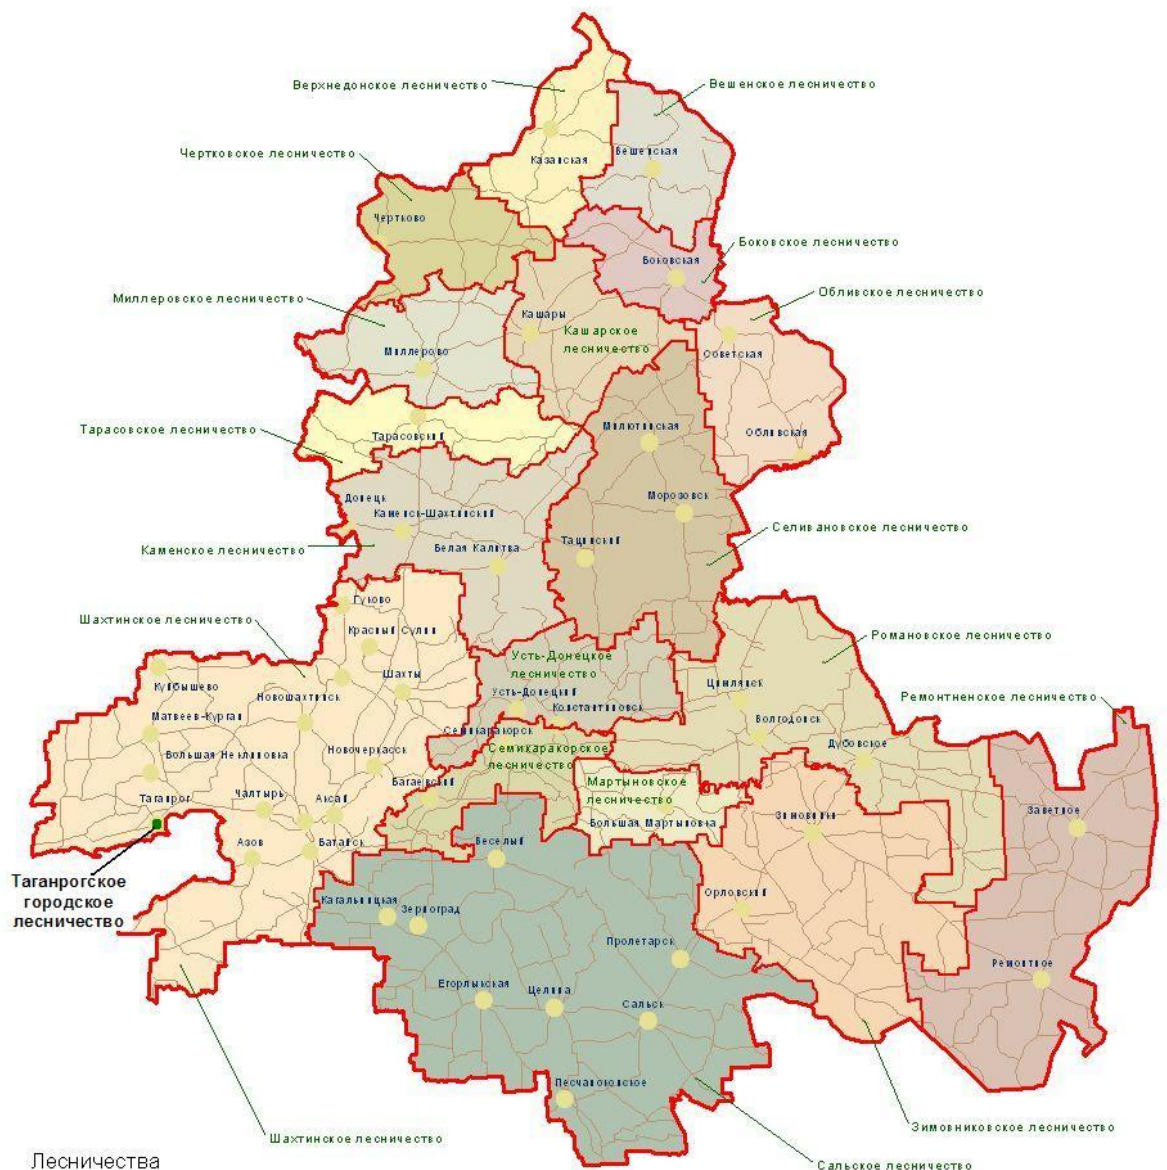 Верхнедонское лесничество
Вешенское лесничество
Чертковское лесничество
Казанская
Вешенская
Чертково
Боковское лесничество
Боковская
Миллеровское лесничество
Обливское лесничество
Кашары
Кашарское
лесничество
Миллерово
Советская
Тарасовское лесничество
Тарасовский
Милютинская
Обливская
Донецк
Каменск-Шахтинский
Морозовск
Селивановское лесничество
Каменское лесничество
Белая Калитва
Тацинский
Гуково
Шахтинское лесничество
Красный Сулин
Романовское лесничество
Усть-Донецкое
лесничество
Куйбышево
Новошахтинск
Шахты
Усть-Донецкий
Константиновск
Цимлянск
Ремонтненское лесничество
Матвеев-Курган
Волгодонск
Большая Неклиновка
Новочеркасск
Семикаракорск
Семикаракорское
лесничество
Дубовское
Таганрог
Чалтырь
Аксай
Багаевский
Мартыновское
лесничество
Большая Мартыновка
Зимовники
Заветное
Азов
Батайск
Веселый
Таганрогское
городское
лесничество
Кагальницкая
Зерноград
Орловский
Пролетарск
Ремонтное
Егорлыкская
Целина
Сальск
Песчанокопское
Шахтинское лесничество
Зимовниковское лесничество
Лесничества
Сальское лесничество